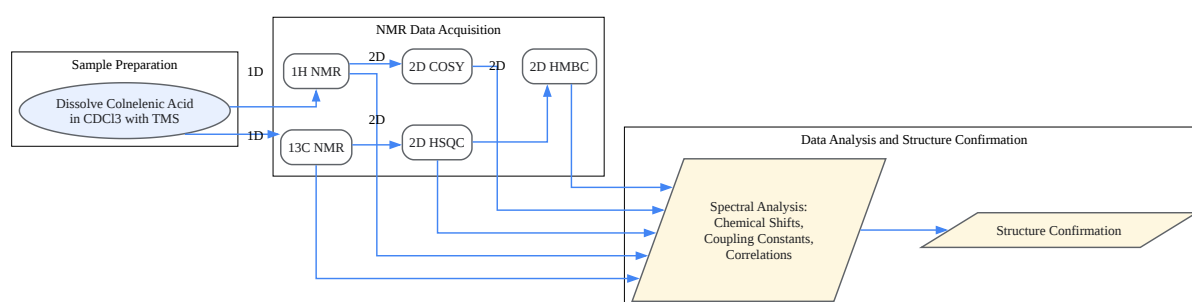 NMR Data Acquisition
Sample Preparation
1D
1H NMR
2D
2D COSY
2D
2D HMBC
Dissolve Colnelenic Acid
in CDCl3 with TMS
1D
13C NMR
2D
2D HSQC
Data Analysis and Structure Confirmation
Spectral Analysis:
Chemical Shifts,
Coupling Constants,
Correlations
Structure Confirmation